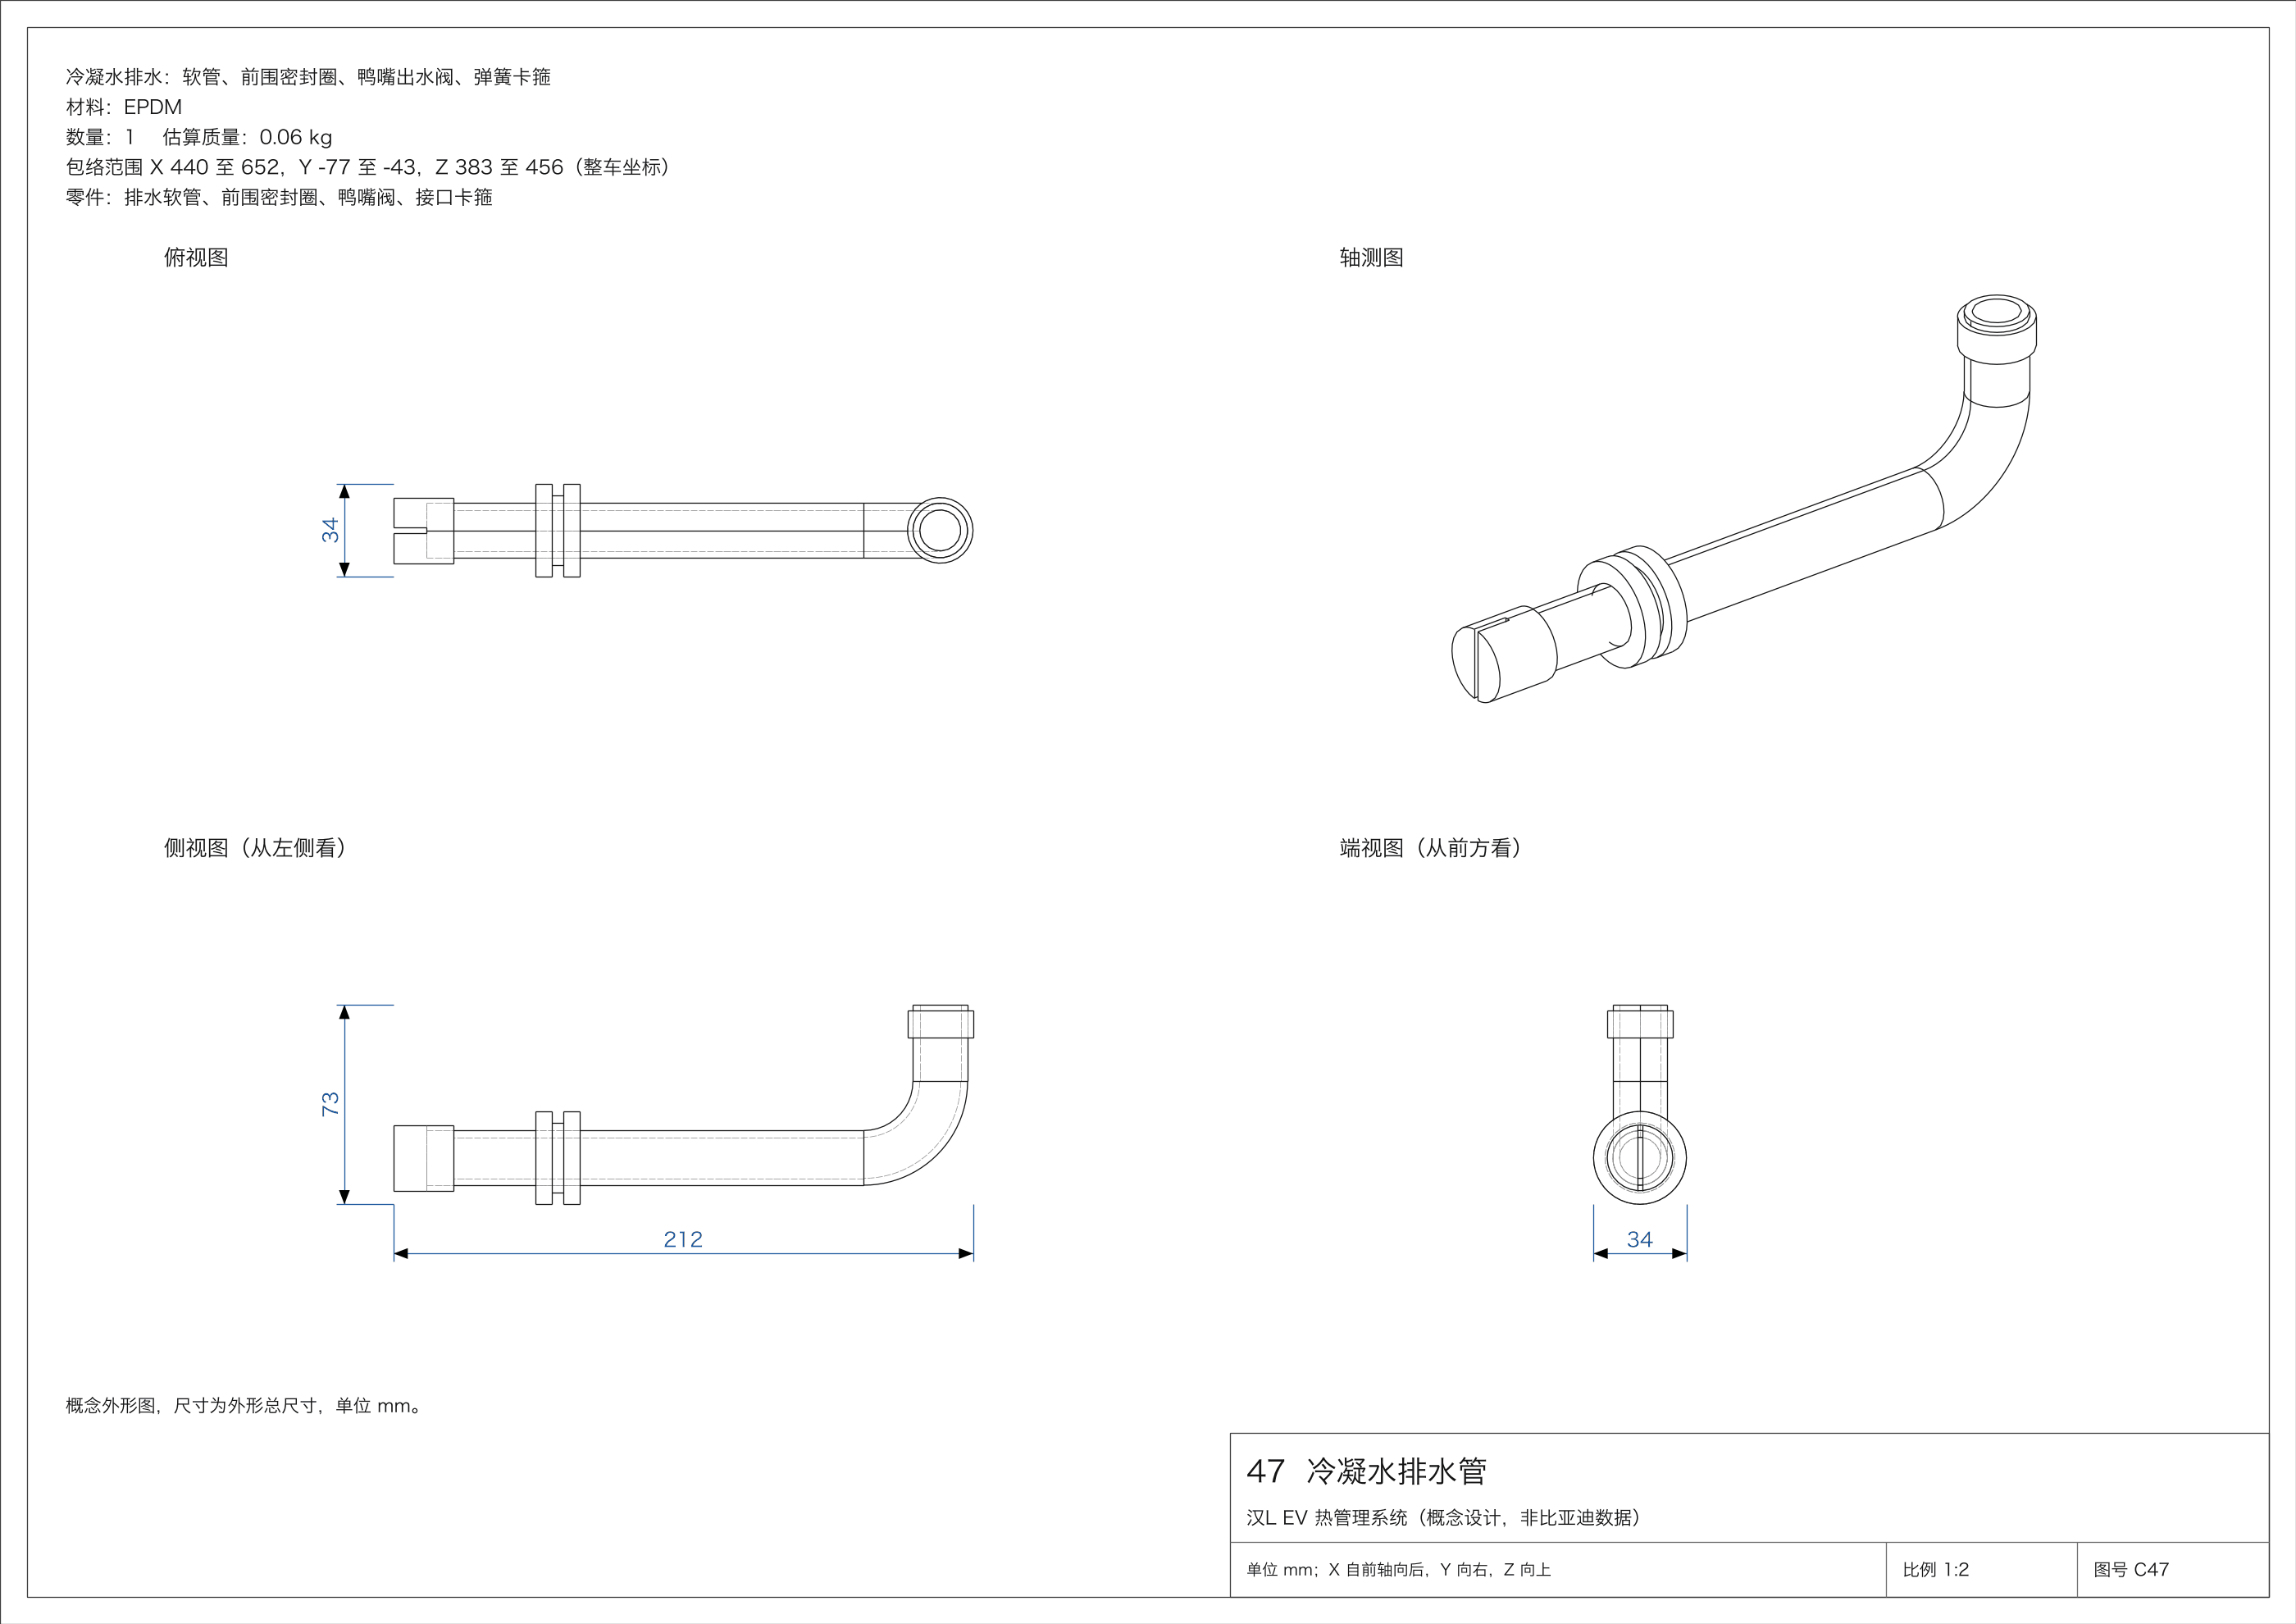 冷凝水排水：软管、前围密封圈、鸭嘴出水阀、弹簧卡箍
材料：EPDM
数量：1 估算质量：0.06 kg
包络范围 X 440 至 652，Y -77 至 -43，Z 383 至 456（整车坐标）
零件：排水软管、前围密封圈、鸭嘴阀、接口卡箍
俯视图
轴测图
34
侧视图（从左侧看）
端视图（从前方看）
73
212
34
概念外形图，尺寸为外形总尺寸，单位 mm。
47 冷凝水排水管
汉L EV 热管理系统（概念设计，非比亚迪数据）
单位 mm；X 自前轴向后，Y 向右，Z 向上
比例 1:2
图号 C47